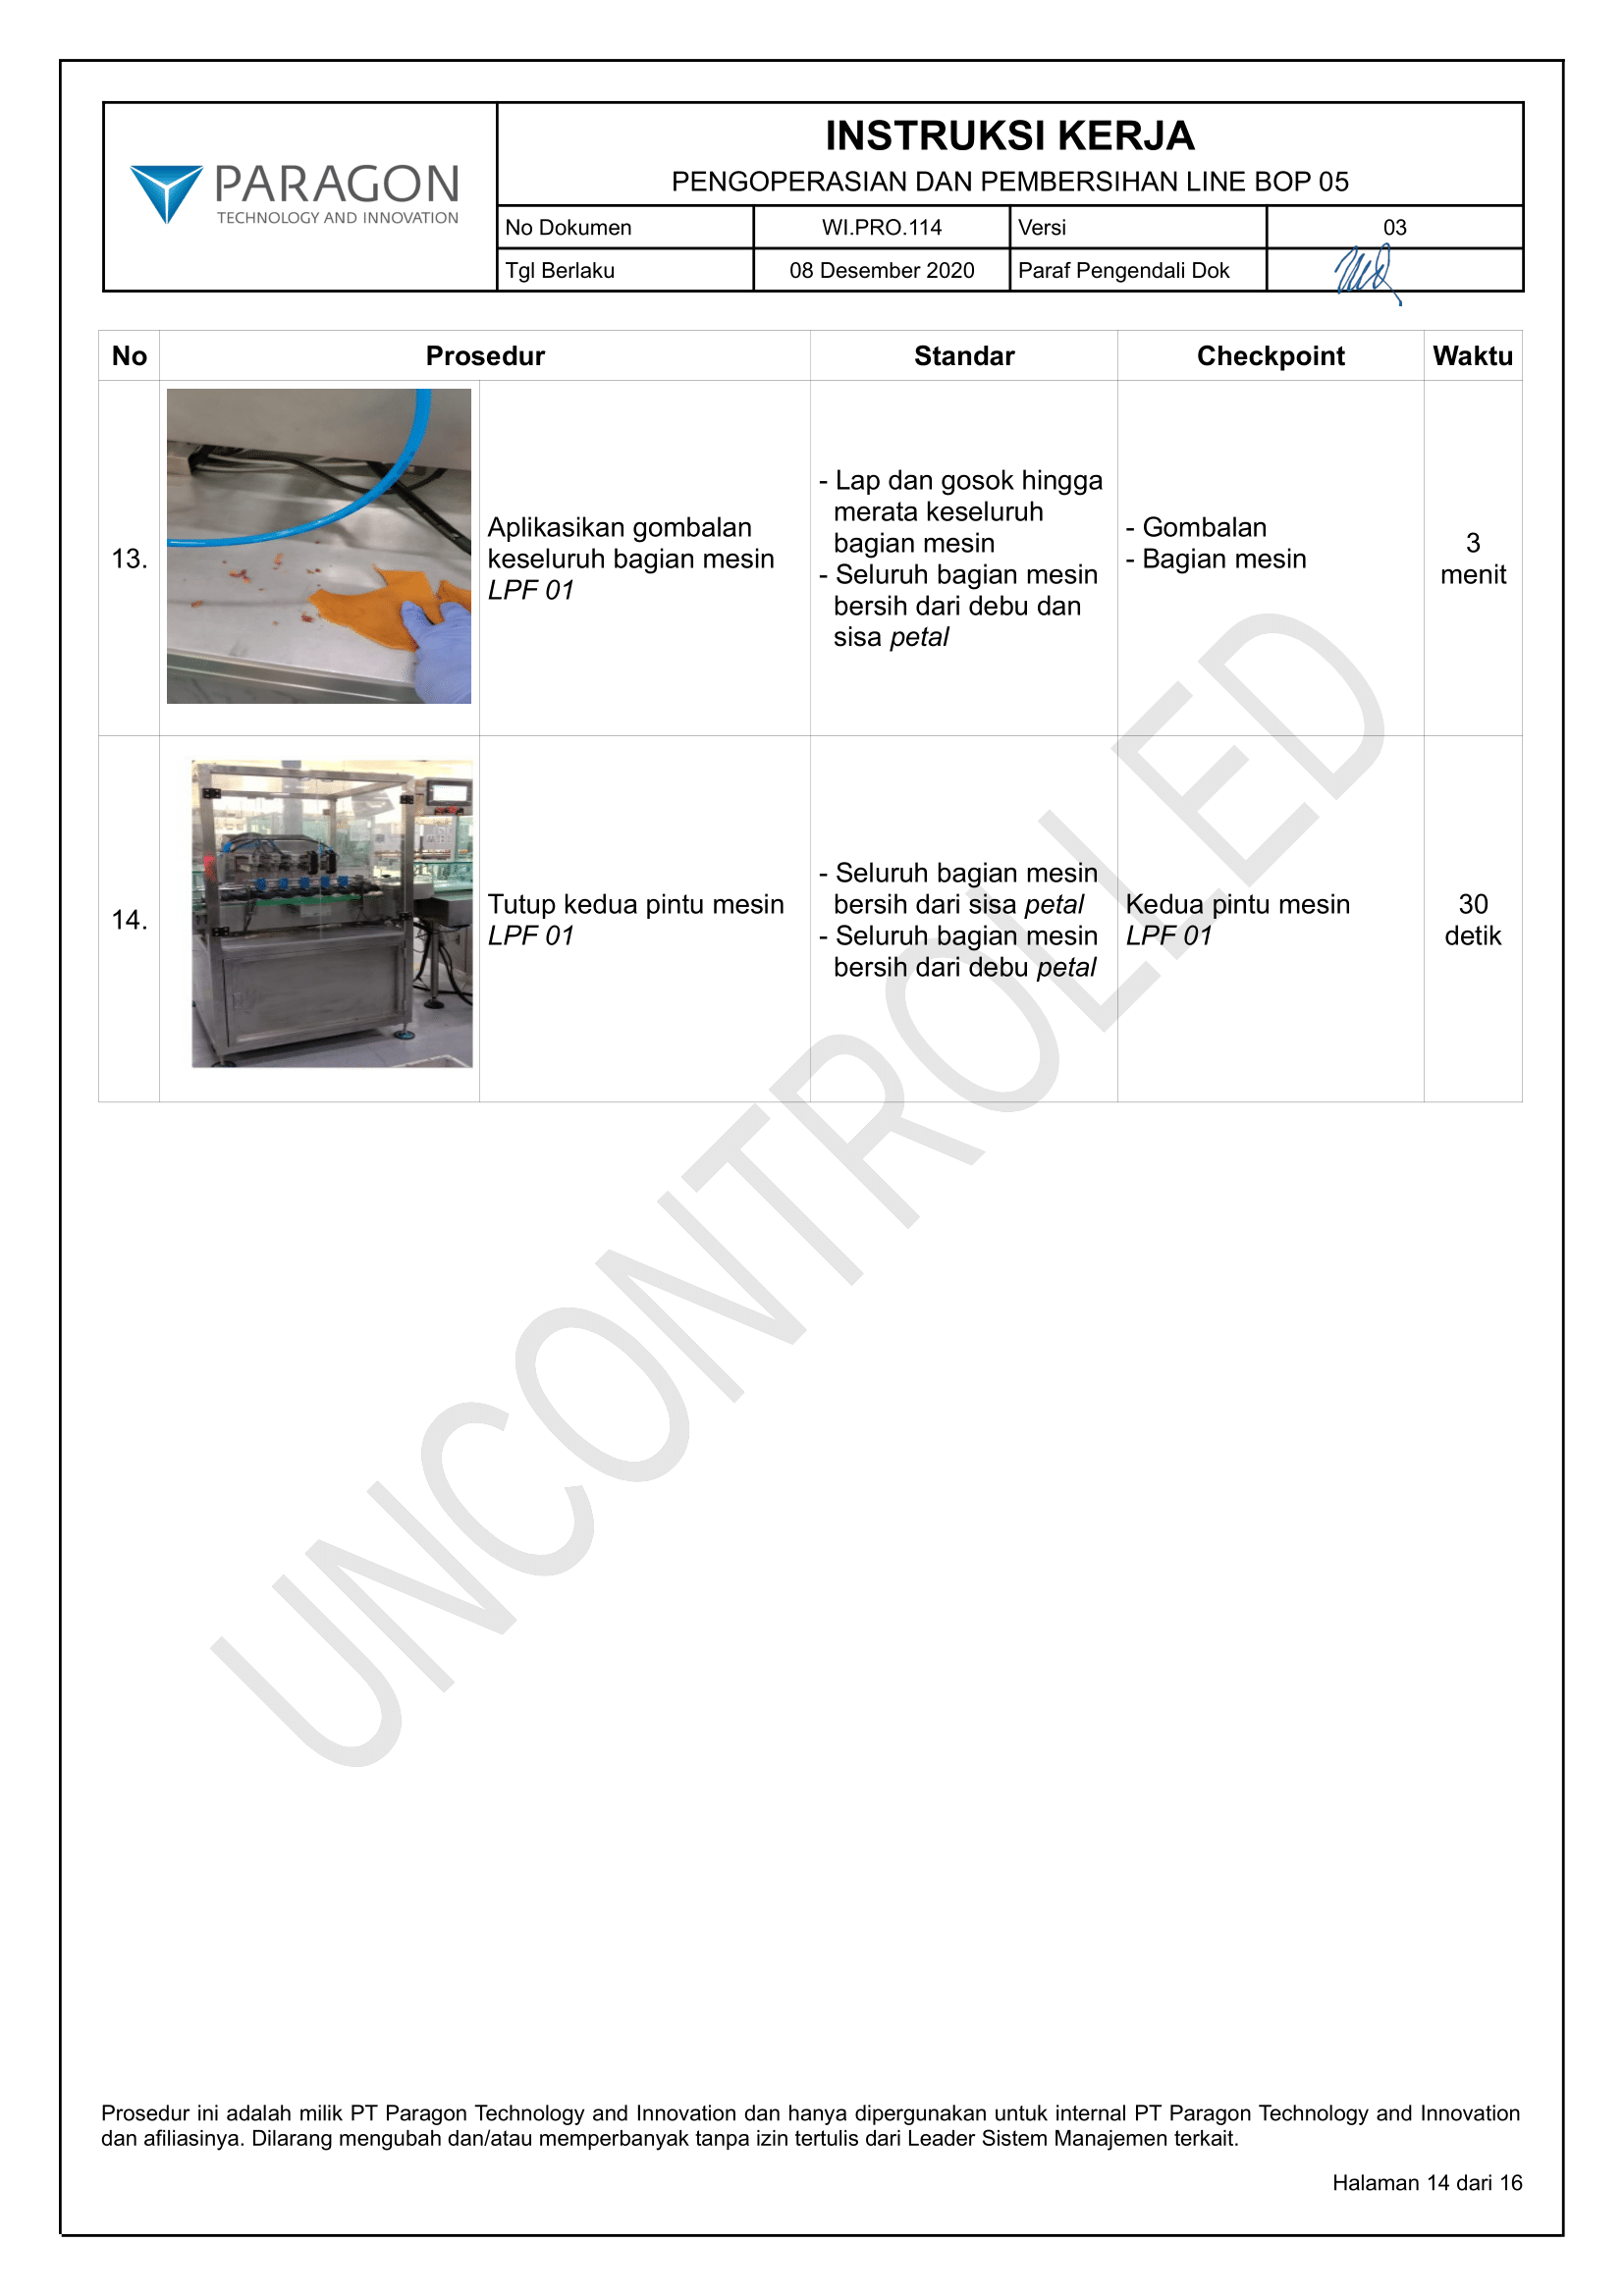 PARAGON
TECHNOLOGY AND INNOVATION
INSTRUKSI KERJA
PENGOPERASIAN DAN PEMBERSIHAN LINE BOP 05
No Dokumen WI.PRO.114 Versi 03
Tgl Berlaku 08 Desember 2020 Paraf Pengendali Dok
No Prosedur Standar Checkpoint Waktu
13.
Aplikasikan gombalan
keseluruh bagian mesin
LPF 01
- Lap dan gosok hingga
merata keseluruh
bagian mesin
- Seluruh bagian mesin
bersih dari debu dan
sisa petal
- Gombalan
- Bagian mesin
3
menit
14.
Tutup kedua pintu mesin
LPF 01
- Seluruh bagian mesin
bersih dari sisa petal
- Seluruh bagian mesin
bersih dari debu petal
Kedua pintu mesin
LPF 01
30
detik
UNCONTROLLED
Prosedur ini adalah milik PT Paragon Technology and Innovation dan hanya dipergunakan untuk internal PT Paragon Technology and Innovation
dan afiliasinya. Dilarang mengubah dan/atau memperbanyak tanpa izin tertulis dari Leader Sistem Manajemen terkait.
Halaman 14 dari 16